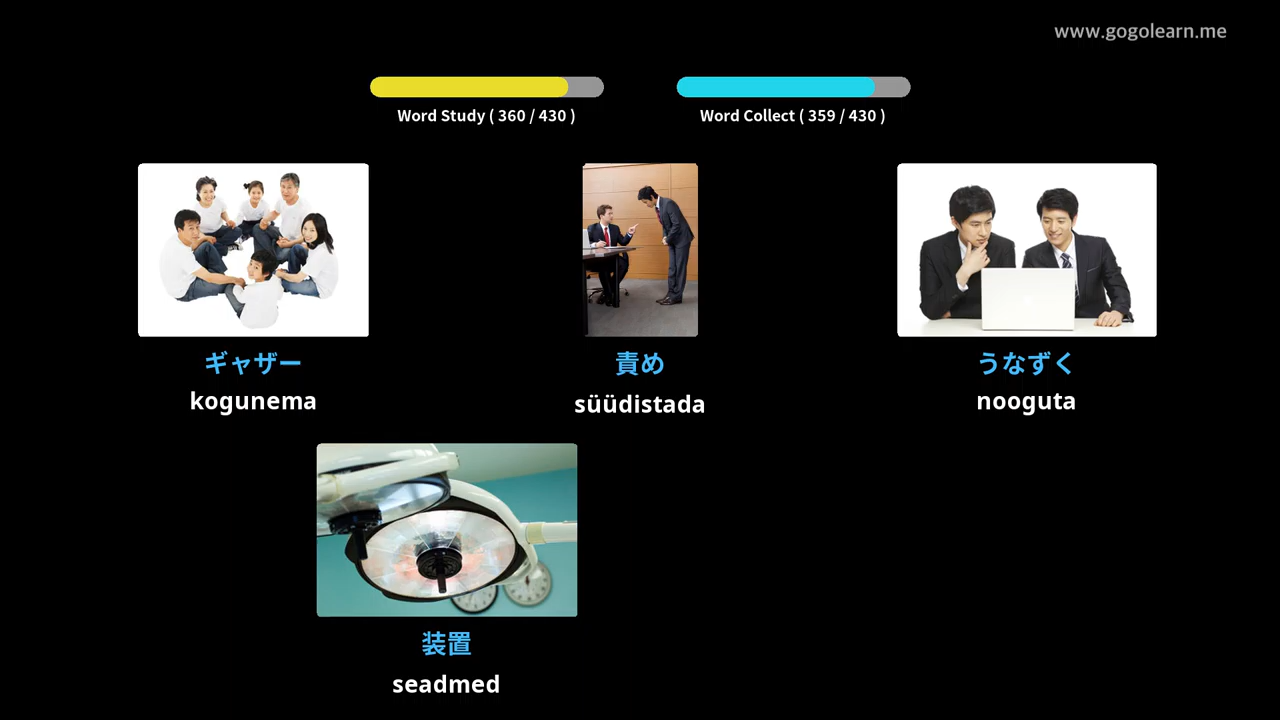 www.gogolearn.me
Word Study ( 360 / 430 )
Word Collect ( 359 / 430 )
ギャザー
kogunema
責め
süüdistada
うなずく
nooguta
装置
seadmed